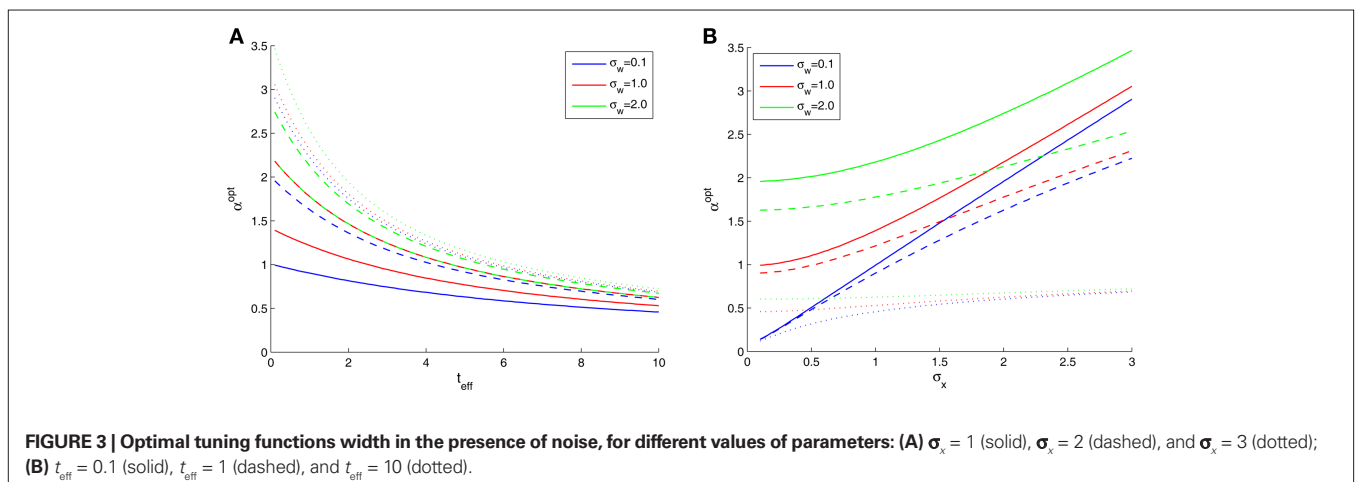 A
3.5
3
2.5
2
1.5
1
0.5
0
α^opt
0
2
4
6
8
10
t_eff
σ_w=0.1
σ_w=1.0
σ_w=2.0
B
3.5
3
2.5
2
1.5
1
0.5
0
α^opt
0
0.5
1
1.5
2
2.5
3
σ_x
σ_w=0.1
σ_w=1.0
σ_w=2.0
FIGURE 3 | Optimal tuning functions width in the presence of noise, for different values of parameters: (A) σ_x = 1 (solid), σ_x = 2 (dashed), and σ_x = 3 (dotted);
(B) t_eff = 0.1 (solid), t_eff = 1 (dashed), and t_eff = 10 (dotted).